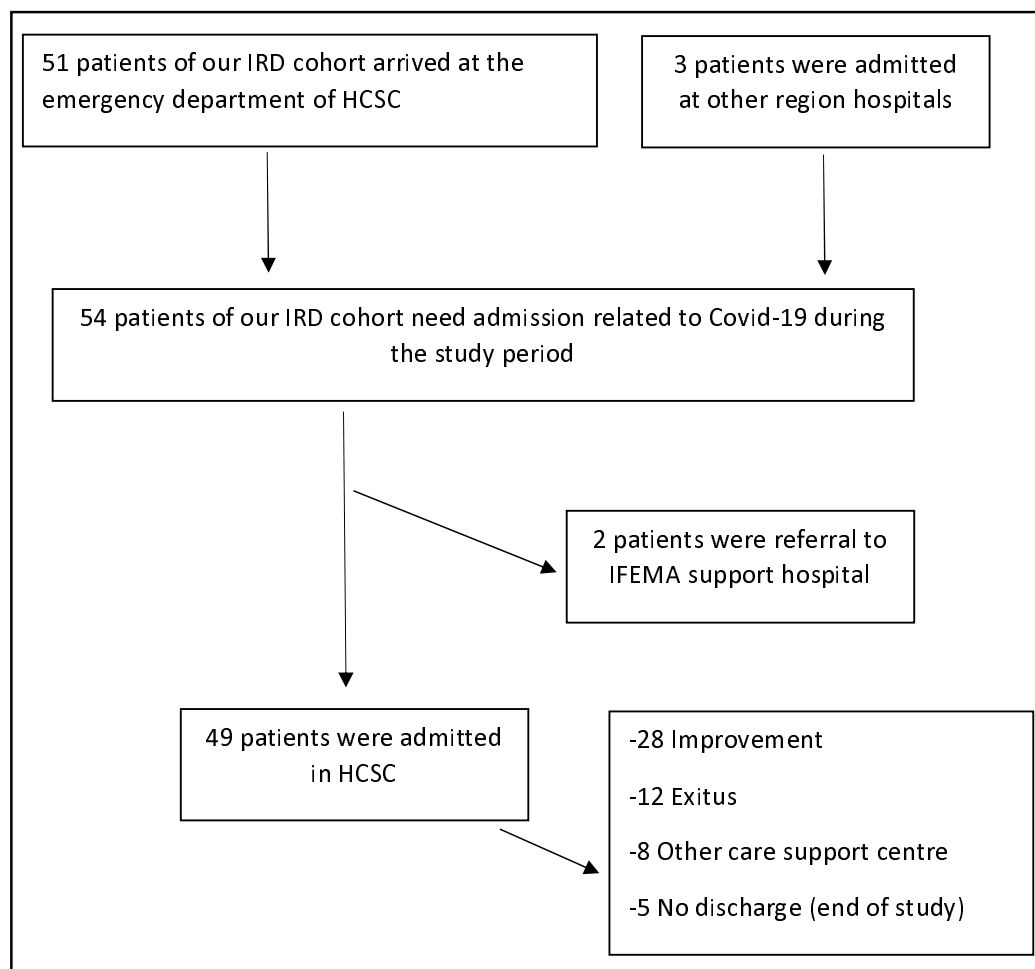 51 patients of our IRD cohort arrived at the
emergency department of HCSC
3 patients were admitted
at other region hospitals
54 patients of our IRD cohort need admission related to Covid-19 during
the study period
2 patients were referral to
IFEMA support hospital
49 patients were admitted
in HCSC
-28 Improvement
-12 Exitus
-8 Other care support centre
-5 No discharge (end of study)